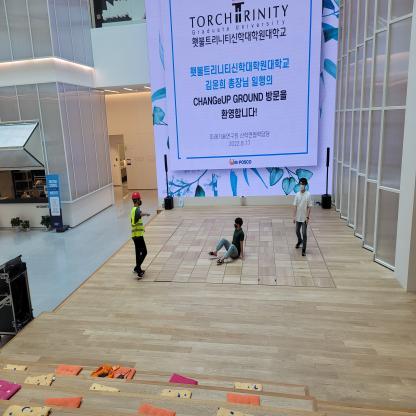 TORCH TRINITY
Graduate University
횃불트리니티신학대학원대학교
횃불트리니티신학대학원대학교
김윤희 총장님 일행의
CHANGeUP GROUND 방문을
환영합니다!
2022.8.17
POSCO